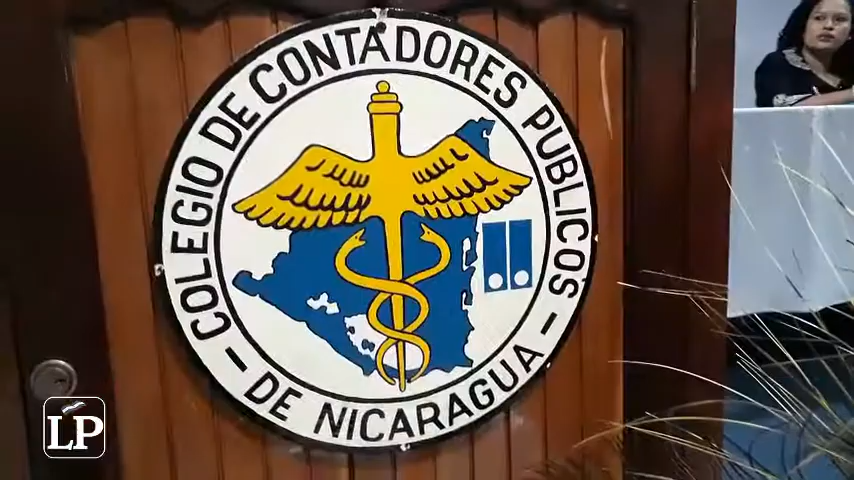 COLEGIO DE CONTADORES PUBLICOS
- DE NICARAGUA -
LP